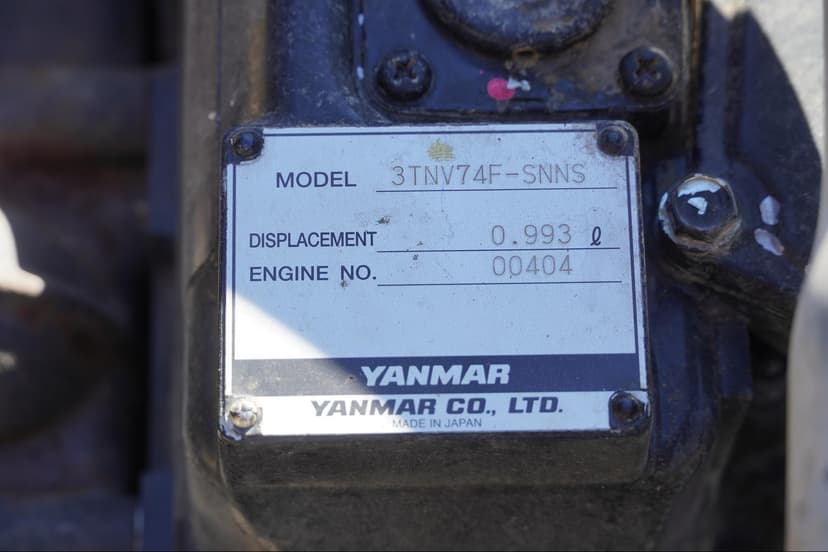 MODEL 3TNV74F-SNNS
DISPLACEMENT 0.993 ℓ
ENGINE NO. 00404
YANMAR
YANMAR CO., LTD.
MADE IN JAPAN